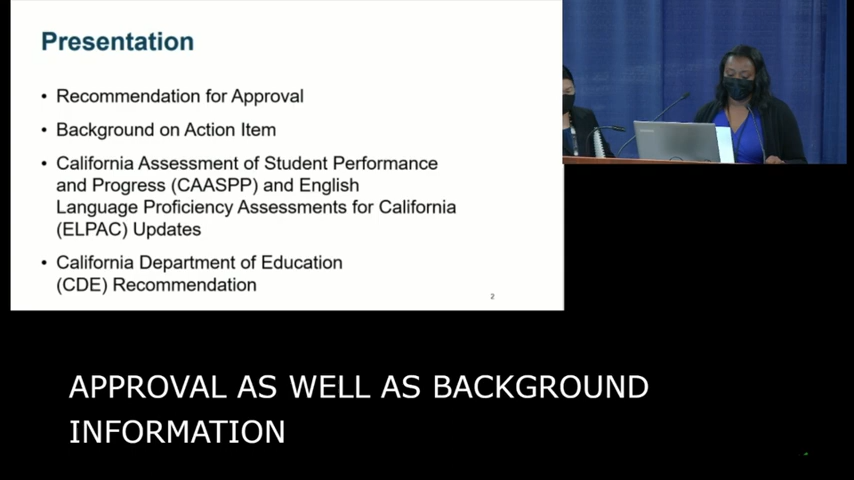 Presentation
• Recommendation for Approval
• Background on Action Item
• California Assessment of Student Performance
and Progress (CAASPP) and English
Language Proficiency Assessments for California
(ELPAC) Updates
• California Department of Education
(CDE) Recommendation
2
APPROVAL AS WELL AS BACKGROUND
INFORMATION